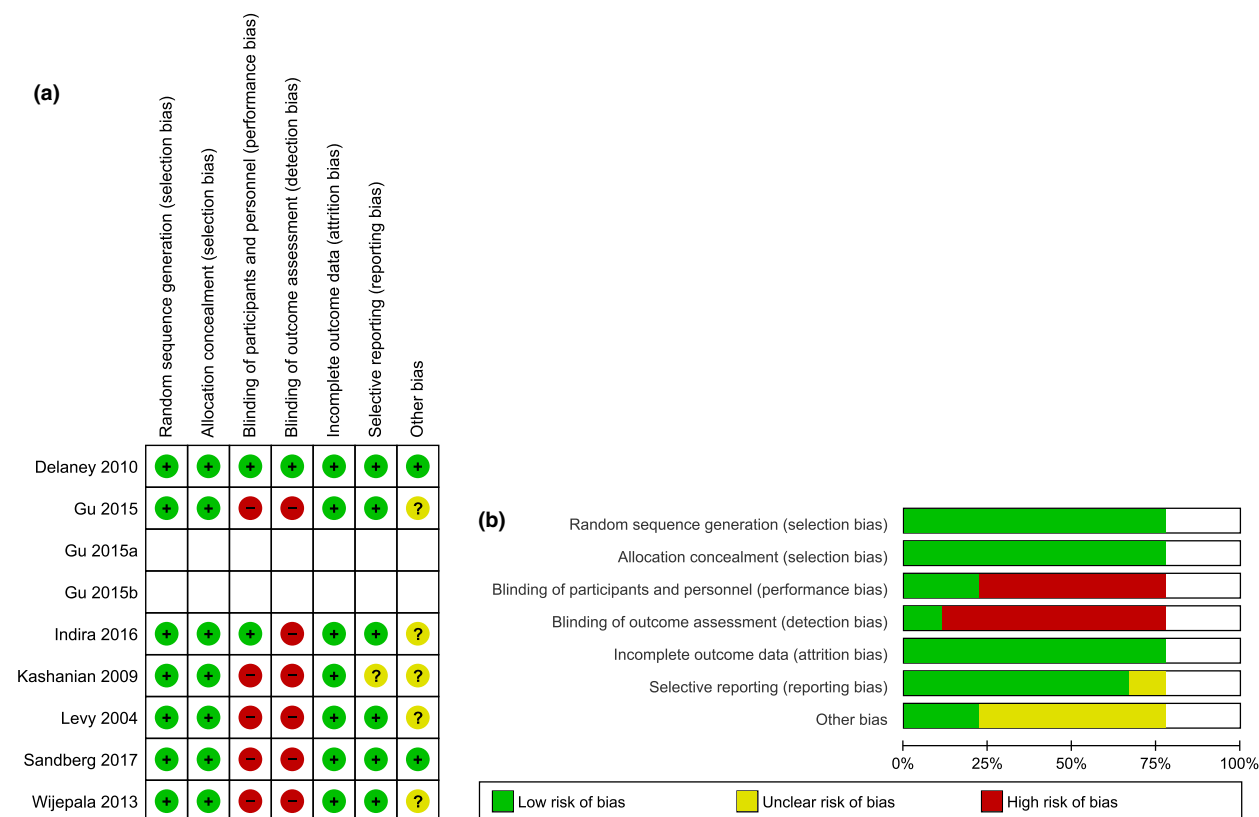 (a)
Random sequence generation (selection bias)
Allocation concealment (selection bias)
Blinding of participants and personnel (performance bias)
Blinding of outcome assessment (detection bias)
Incomplete outcome data (attrition bias)
Selective reporting (reporting bias)
Other bias
Delaney 2010 + + + + + + +
Gu 2015 + + − − + + ?
Gu 2015a
Gu 2015b
Indira 2016 + + + − + + ?
Kashanian 2009 + + − − + ? ?
Levy 2004 + + − − + + ?
Sandberg 2017 + + − − + + +
Wijepala 2013 + + − − + + ?
(b)
Random sequence generation (selection bias)
Allocation concealment (selection bias)
Blinding of participants and personnel (performance bias)
Blinding of outcome assessment (detection bias)
Incomplete outcome data (attrition bias)
Selective reporting (reporting bias)
Other bias
0% 25% 50% 75% 100%
Low risk of bias Unclear risk of bias High risk of bias